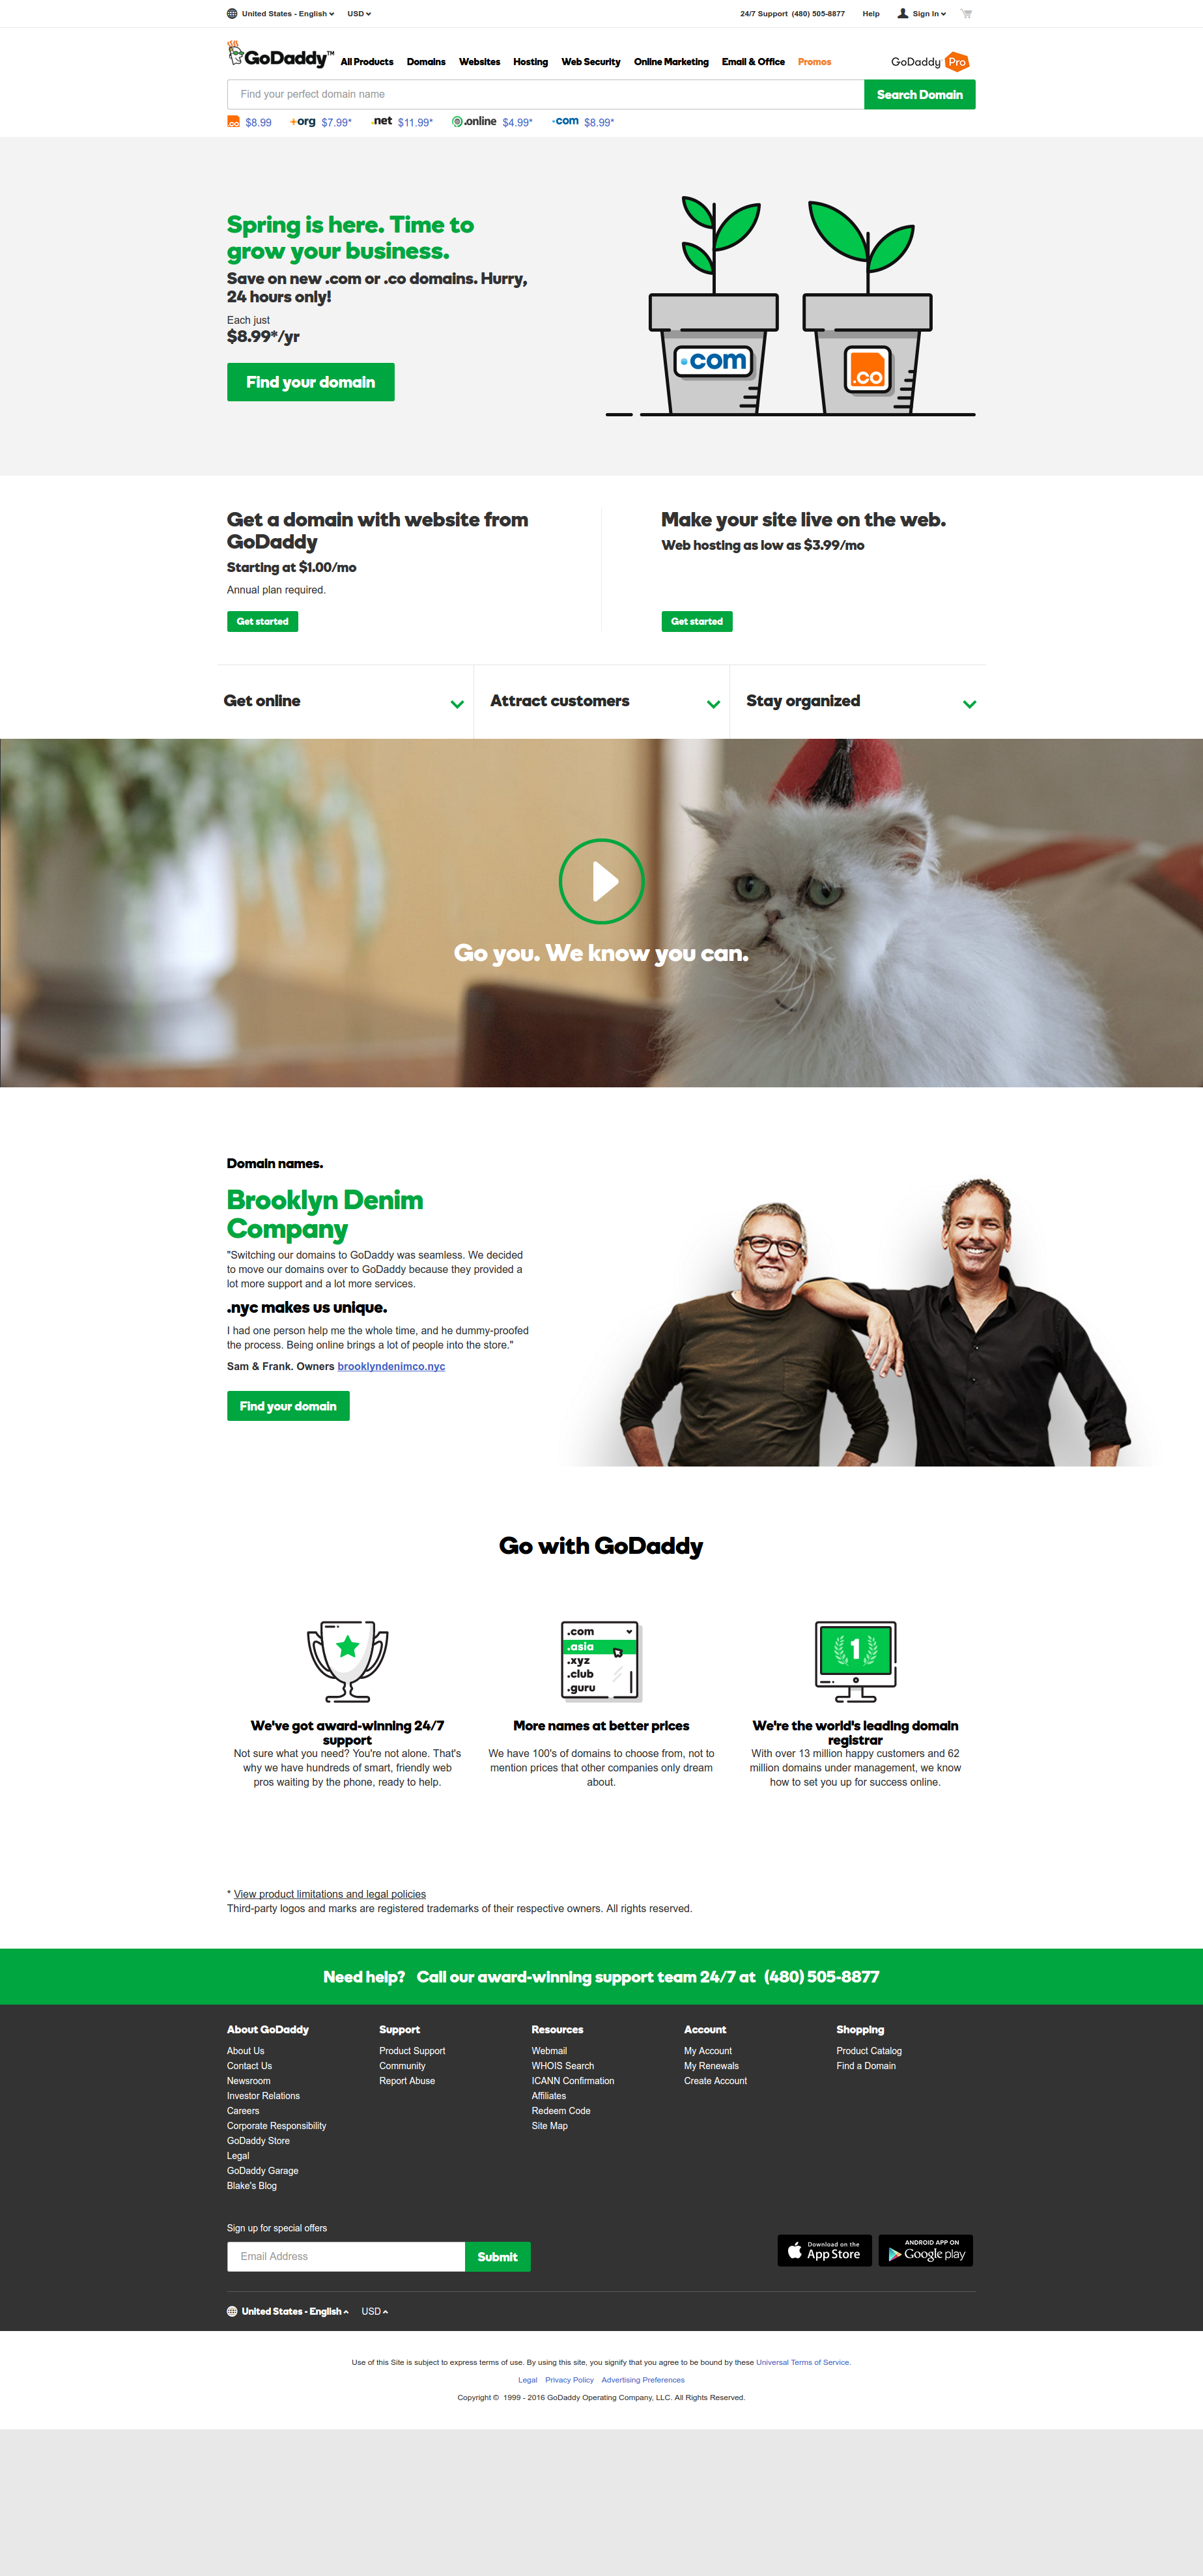 United States - English USD 24/7 Support (480) 505-8877 Help Sign In
GoDaddy™ All Products Domains Websites Hosting Web Security Online Marketing Email & Office Promos GoDaddy Pro
Find your perfect domain name Search Domain
.co $8.99 +org $7.99* .net $11.99* .online $4.99* .com $8.99*
Spring is here. Time to
grow your business.
Save on new .com or .co domains. Hurry,
24 hours only!
Each just
$8.99*/yr
Find your domain
.com
.co
Get a domain with website from
GoDaddy
Starting at $1.00/mo
Annual plan required.
Get started
Make your site live on the web.
Web hosting as low as $3.99/mo
Get started
Get online Attract customers Stay organized
Go you. We know you can.
Domain names.
Brooklyn Denim
Company
"Switching our domains to GoDaddy was seamless. We decided
to move our domains over to GoDaddy because they provided a
lot more support and a lot more services.
.nyc makes us unique.
I had one person help me the whole time, and he dummy-proofed
the process. Being online brings a lot of people into the store."
Sam & Frank. Owners brooklyndenimco.nyc
Find your domain
Go with GoDaddy
.com
.asia
.xyz
.club
.guru
1
We've got award-winning 24/7
support
Not sure what you need? You're not alone. That's
why we have hundreds of smart, friendly web
pros waiting by the phone, ready to help.
More names at better prices
We have 100's of domains to choose from, not to
mention prices that other companies only dream
about.
We're the world's leading domain
registrar
With over 13 million happy customers and 62
million domains under management, we know
how to set you up for success online.
* View product limitations and legal policies
Third-party logos and marks are registered trademarks of their respective owners. All rights reserved.
Need help? Call our award-winning support team 24/7 at (480) 505-8877
About GoDaddy
About Us
Contact Us
Newsroom
Investor Relations
Careers
Corporate Responsibility
GoDaddy Store
Legal
GoDaddy Garage
Blake's Blog
Support
Product Support
Community
Report Abuse
Resources
Webmail
WHOIS Search
ICANN Confirmation
Affiliates
Redeem Code
Site Map
Account
My Account
My Renewals
Create Account
Shopping
Product Catalog
Find a Domain
Sign up for special offers
Email Address Submit
Download on the
App Store
ANDROID APP ON
Google play
United States - English USD
Use of this Site is subject to express terms of use. By using this site, you signify that you agree to be bound by these Universal Terms of Service.
Legal Privacy Policy Advertising Preferences
Copyright © 1999 - 2016 GoDaddy Operating Company, LLC. All Rights Reserved.